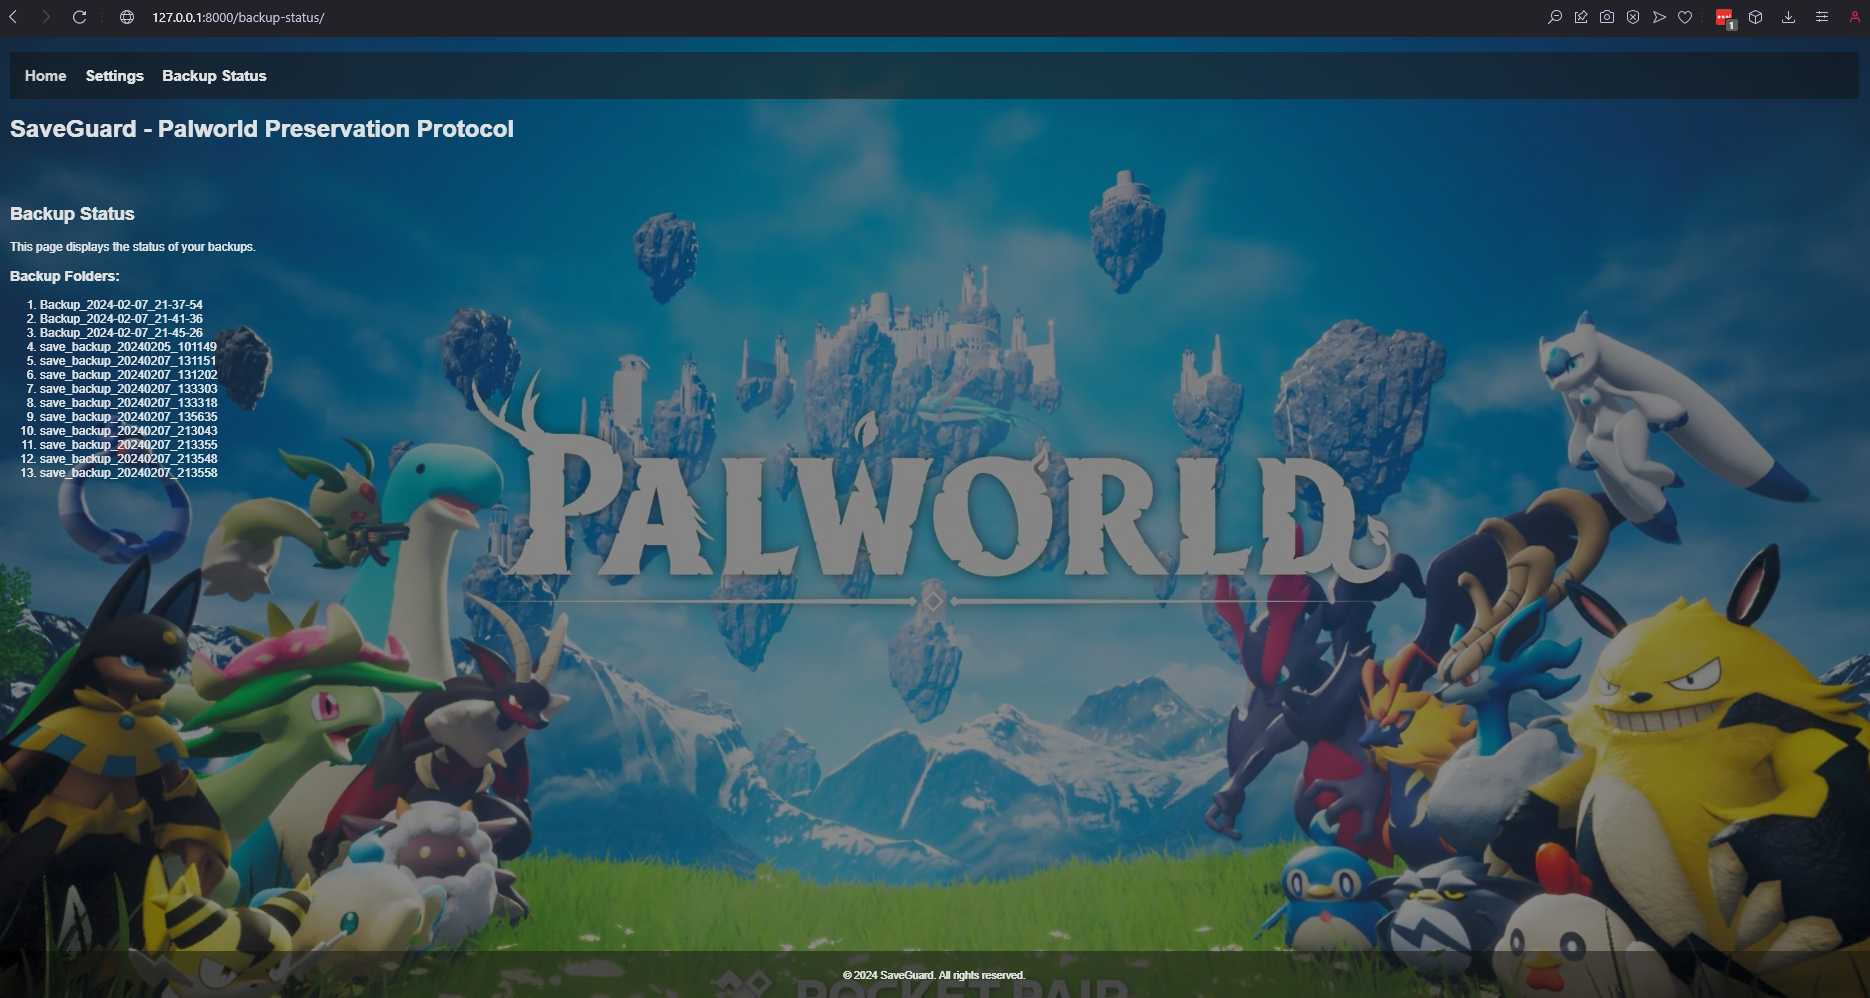 127.0.0.1:8000/backup-status/
1
Home Settings Backup Status
SaveGuard - Palworld Preservation Protocol
Backup Status
This page displays the status of your backups.
Backup Folders:
1. Backup_2024-02-07_21-37-54
2. Backup_2024-02-07_21-41-36
3. Backup_2024-02-07_21-45-26
4. save_backup_20240205_101149
5. save_backup_20240207_131151
6. save_backup_20240207_131202
7. save_backup_20240207_133303
8. save_backup_20240207_133318
9. save_backup_20240207_135635
10. save_backup_20240207_213043
11. save_backup_20240207_213355
12. save_backup_20240207_213548
13. save_backup_20240207_213558
PALWORLD
© 2024 SaveGuard. All rights reserved.
POCKET PAIR